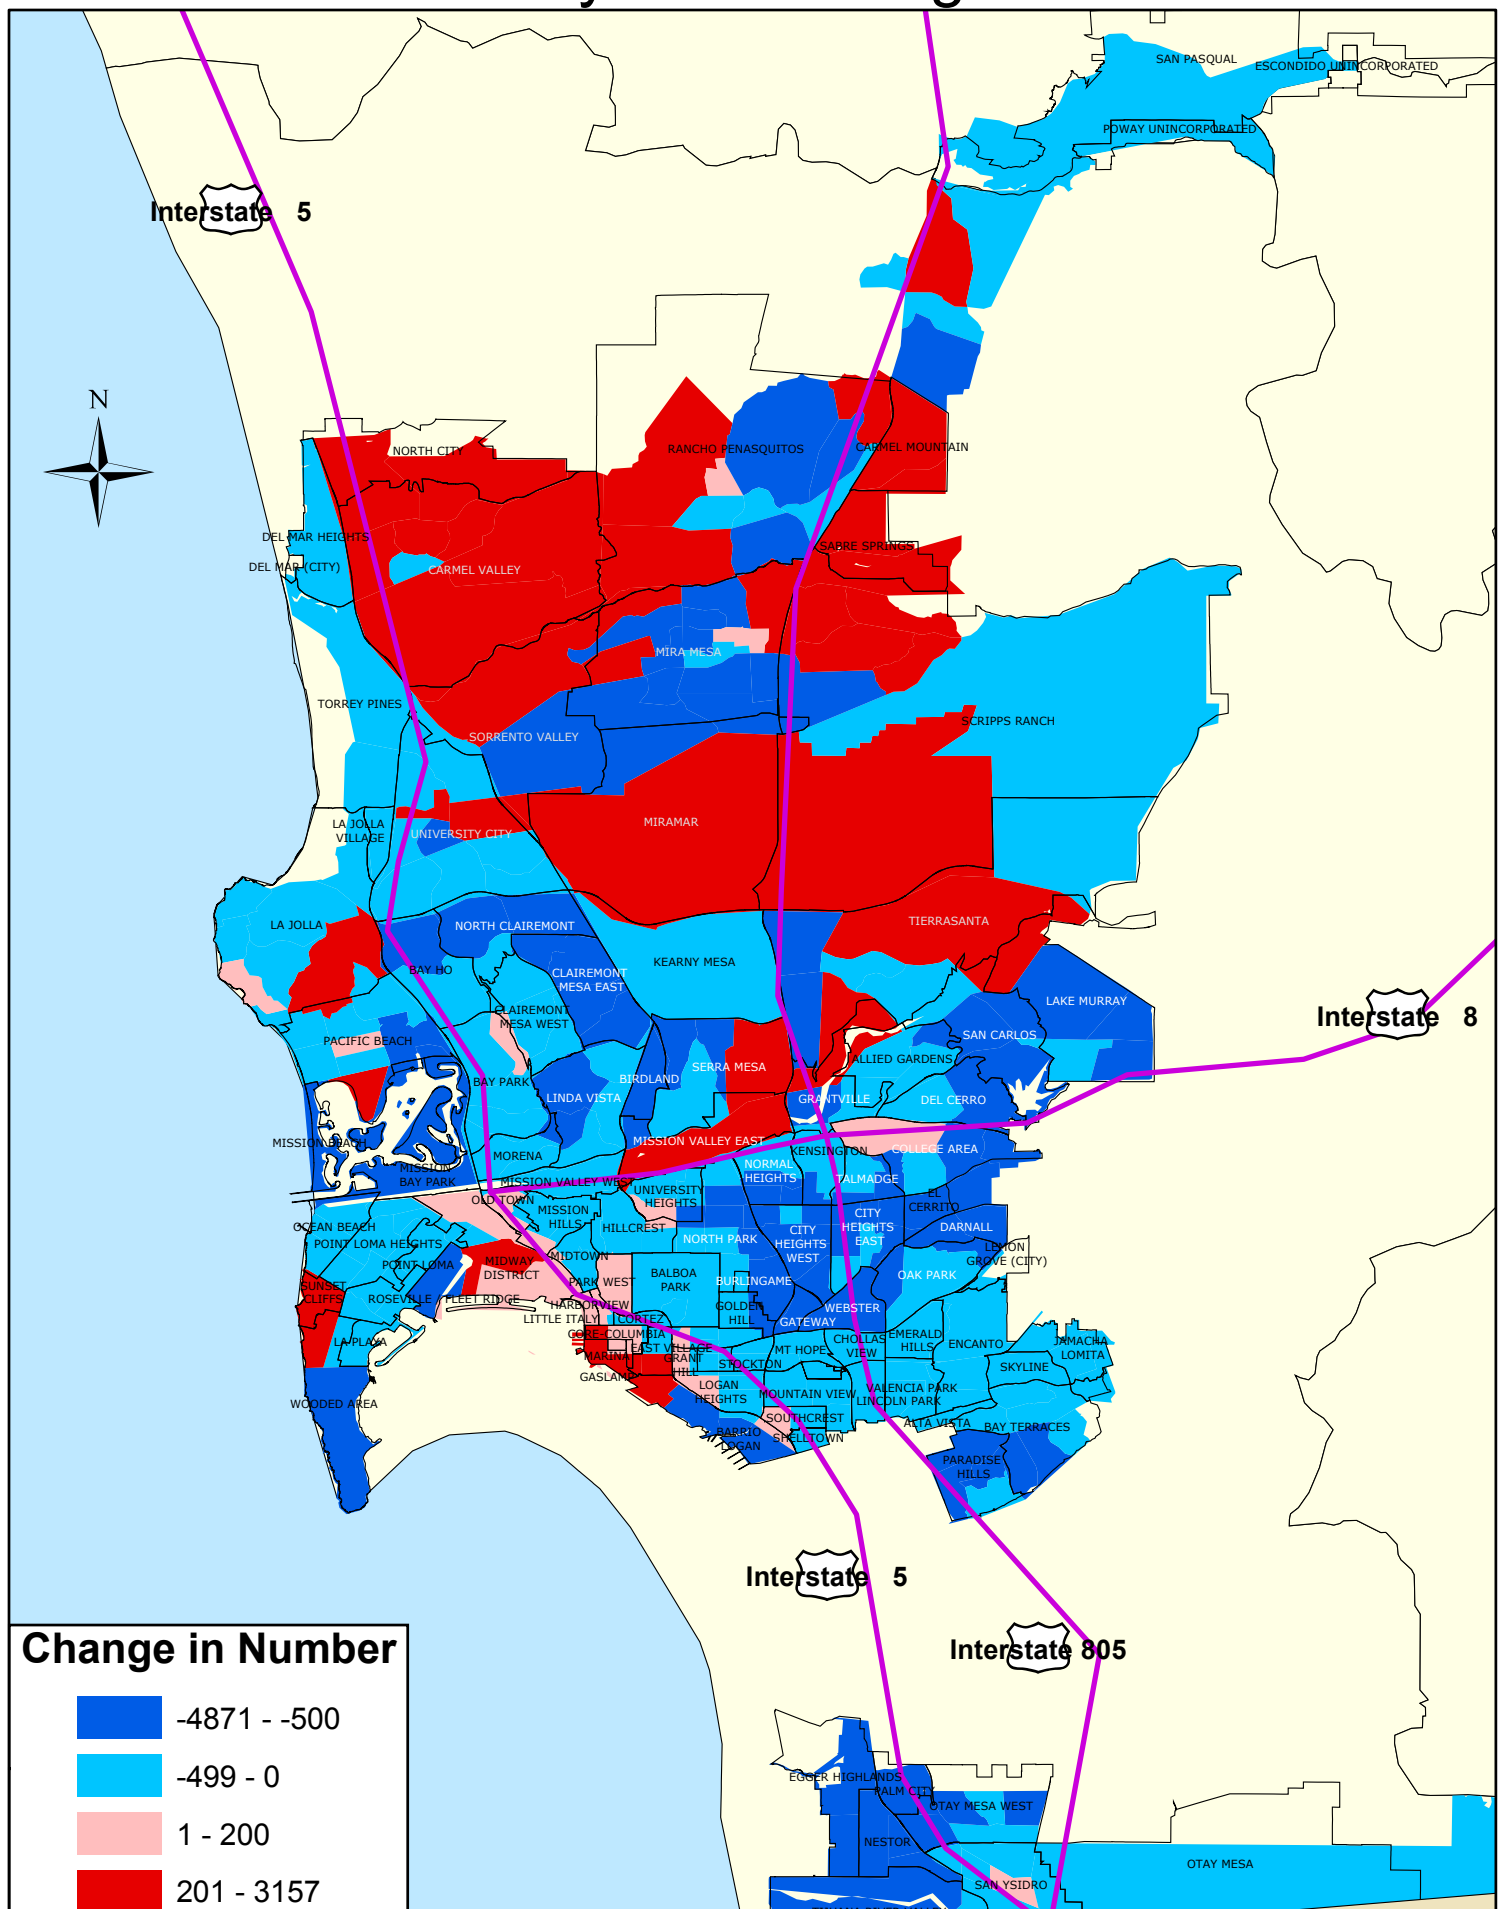 SAN PASQUAL
ESCONDIDO UNINCORPORATED
POWAY UNINCORPORATED
Interstate 5
N
NORTH CITY
RANCHO PENASQUITOS
CARMEL MOUNTAIN
DEL MAR HEIGHTS
DEL MAR (CITY)
CARMEL VALLEY
SABRE SPRINGS
MIRA MESA
TORREY PINES
SORRENTO VALLEY
SCRIPPS RANCH
LA JOLLA
VILLAGE
UNIVERSITY CITY
MIRAMAR
LA JOLLA
NORTH CLAIREMONT
TIERRASANTA
BAY HO
CLAIREMONT
MESA EAST
KEARNY MESA
CLAIREMONT
MESA WEST
LAKE MURRAY
Interstate 8
SAN CARLOS
PACIFIC BEACH
ALLIED GARDENS
BAY PARK
LINDA VISTA
BIRDLAND
SERRA MESA
GRANTVILLE
DEL CERRO
MISSION BEACH
MISSION VALLEY EAST
KENSINGTON
COLLEGE AREA
MORENA
MISSION
BAY PARK
MISSION VALLEY WEST
NORMAL
HEIGHTS
TALMADGE
OLD TOWN
UNIVERSITY
HEIGHTS
EL
CERRITO
MISSION
HILLS
HILLCREST
CITY
HEIGHTS
EAST
OCEAN BEACH
POINT LOMA HEIGHTS
NORTH PARK
CITY
HEIGHTS
WEST
DARNALL
LEMON
GROVE (CITY)
MIDTOWN
MIDWAY
DISTRICT
POINT LOMA
PARK WEST
BALBOA
PARK
BURLINGAME
OAK PARK
SUNSET
CLIFFS
ROSEVILLE
FLEET RIDGE
HARBORVIEW
LITTLE ITALY
CORTEZ
GOLDEN
HILL
GATEWAY
WEBSTER
LA PLAYA
CORE-COLUMBIA
EAST VILLAGE
MARINA
GASLAMP
GRANT
HILL
STOCKTON
MT HOPE
CHOLLAS
VIEW
EMERALD
HILLS
ENCANTO
JAMACHA
LOMITA
SKYLINE
WOODED AREA
LOGAN
HEIGHTS
MOUNTAIN VIEW
VALENCIA PARK
LINCOLN PARK
SOUTHCREST
SHELLTOWN
ALTA VISTA
BAY TERRACES
BARRIO
LOGAN
PARADISE
HILLS
Interstate 5
Interstate 805
Change in Number
-4871 - -500
-499 - 0
1 - 200
201 - 3157
EGGER HIGHLANDS
PALM CITY
OTAY MESA WEST
NESTOR
OTAY MESA
SAN YSIDRO